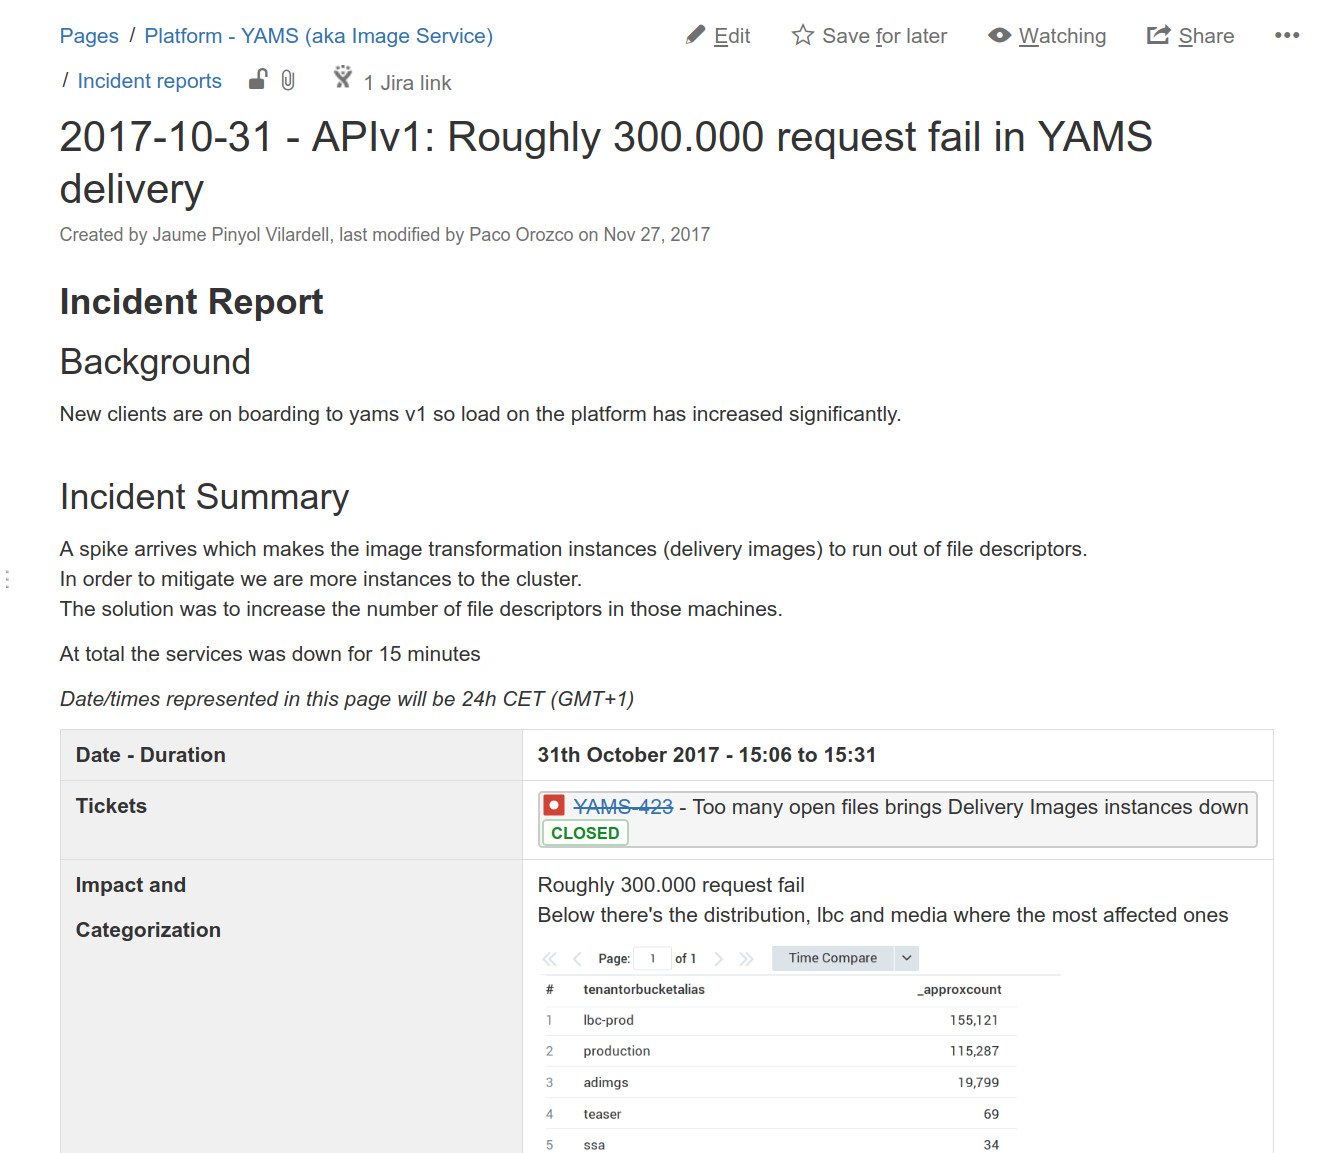 Pages / Platform - YAMS (aka Image Service)
Edit Save for later Watching Share
/ Incident reports 1 Jira link
2017-10-31 - APIv1: Roughly 300.000 request fail in YAMS
delivery
Created by Jaume Pinyol Vilardell, last modified by Paco Orozco on Nov 27, 2017
Incident Report
Background
New clients are on boarding to yams v1 so load on the platform has increased significantly.
Incident Summary
A spike arrives which makes the image transformation instances (delivery images) to run out of file descriptors.
In order to mitigate we are more instances to the cluster.
The solution was to increase the number of file descriptors in those machines.
At total the services was down for 15 minutes
Date/times represented in this page will be 24h CET (GMT+1)
Date - Duration 31th October 2017 - 15:06 to 15:31
Tickets YAMS-423 - Too many open files brings Delivery Images instances down
CLOSED
Impact and
Categorization
Roughly 300.000 request fail
Below there's the distribution, lbc and media where the most affected ones
Page: 1 of 1 Time Compare
# tenantorbucketalias _approxcount
1 lbc-prod 155,121
2 production 115,287
3 adimgs 19,799
4 teaser 69
5 ssa 34